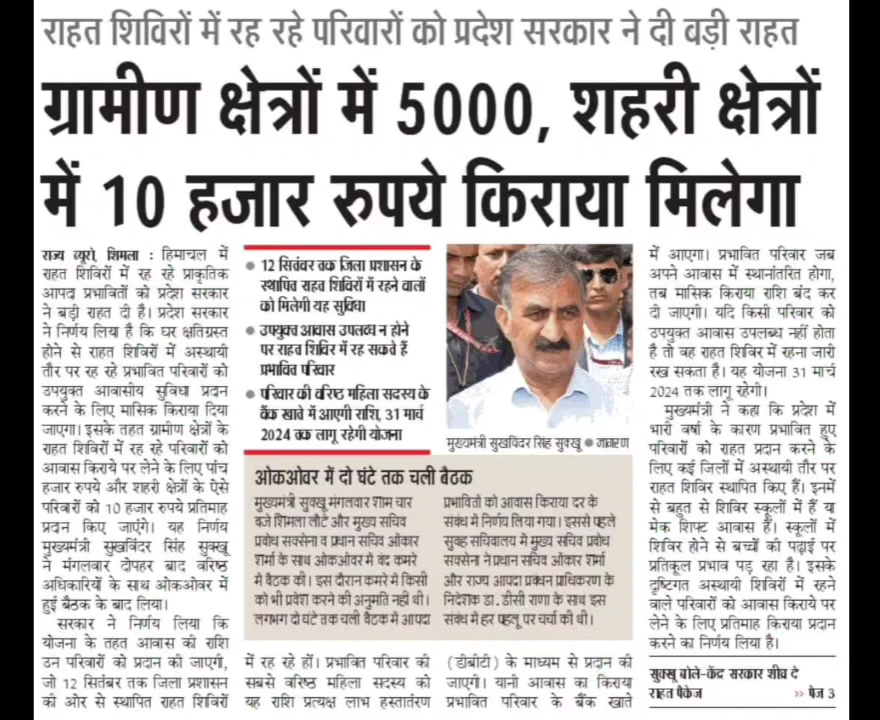 राहत शिविरों में रह रहे परिवारों को प्रदेश सरकार ने दी बड़ी राहत
ग्रामीण क्षेत्रों में 5000, शहरी क्षेत्रों
में 10 हजार रुपये किराया मिलेगा
राज्य ब्यूरो, शिमला : हिमाचल में
राहत शिविरों में रह रहे प्राकृतिक
आपदा प्रभावितों को प्रदेश सरकार
ने बड़ी राहत दी है। प्रदेश सरकार
ने निर्णय लिया है कि घर क्षतिग्रस्त
होने से राहत शिविरों में अस्थायी
तौर पर रह रहे प्रभावित परिवारों को
उपयुक्त आवासीय सुविधा प्रदान
करने के लिए मासिक किराया दिया
जाएगा। इसके तहत ग्रामीण क्षेत्रों के
राहत शिविरों में रह रहे परिवारों को
आवास किराये पर लेने के लिए पांच
हजार रुपये और शहरी क्षेत्रों के ऐसे
परिवारों को 10 हजार रुपये प्रतिमाह
प्रदान किए जाएंगे। यह निर्णय
मुख्यमंत्री सुखविंदर सिंह सुक्खू
ने मंगलवार दोपहर बाद वरिष्ठ
अधिकारियों के साथ ओकओवर में
हुई बैठक के बाद लिया।
सरकार ने निर्णय लिया कि
योजना के तहत आवास की राशि
उन परिवारों को प्रदान की जाएगी,
जो 12 सितंबर तक जिला प्रशासन
की ओर से स्थापित राहत शिविरों
● 12 सितंबर तक जिला प्रशासन के
स्थापित राहत शिविरों में रहने वालों
को मिलेगी यह सुविधा
● उपयुक्त आवास उपलब्ध न होने
पर राहत शिविर में रह सकते हैं
प्रभावित परिवार
● परिवार की वरिष्ठ महिला सदस्य के
बैंक खाते में आएगी राशि, 31 मार्च
2024 तक लागू रहेगी योजना
मुख्यमंत्री सुखविंदर सिंह सुक्खू ● जागरण
ओकओवर में दो घंटे तक चली बैठक
मुख्यमंत्री सुक्खू मंगलवार शाम चार
बजे शिमला लौटे और मुख्य सचिव
प्रबोध सक्सेना व प्रधान सचिव ओंकार
शर्मा के साथ ओकओवर में बंद कमरे
में बैठक की। इस दौरान कमरे में किसी
को भी प्रवेश करने की अनुमति नहीं थी।
लगभग दो घंटे तक चली बैठक में आपदा
प्रभावितों को आवास किराया दर के
संबंध में निर्णय लिया गया। इससे पहले
सुबह सचिवालय में मुख्य सचिव प्रबोध
सक्सेना ने प्रधान सचिव ओंकार शर्मा
और राज्य आपदा प्रबंधन प्राधिकरण के
निदेशक डा. डीसी राणा के साथ इस
संबंध में हर पहलू पर चर्चा की थी।
में रह रहे हों। प्रभावित परिवार की
सबसे वरिष्ठ महिला सदस्य को
यह राशि प्रत्यक्ष लाभ हस्तातंरण
(डीबीटी) के माध्यम से प्रदान की
जाएगी। यानी आवास का किराया
प्रभावित परिवार के बैंक खाते
में आएगा। प्रभावित परिवार जब
अपने आवास में स्थानांतरित होगा,
तब मासिक किराया राशि बंद कर
दी जाएगी। यदि किसी परिवार को
उपयुक्त आवास उपलब्ध नहीं होता
है तो वह राहत शिविर में रहना जारी
रख सकता है। यह योजना 31 मार्च
2024 तक लागू रहेगी।
मुख्यमंत्री ने कहा कि प्रदेश में
भारी वर्षा के कारण प्रभावित हुए
परिवारों को राहत प्रदान करने के
लिए कई जिलों में अस्थायी तौर पर
राहत शिविर स्थापित किए हैं। इनमें
से बहुत से शिविर स्कूलों में हैं या
मेक शिफ्ट आवास हैं। स्कूलों में
शिविर होने से बच्चों की पढ़ाई पर
प्रतिकूल प्रभाव पड़ रहा है। इसके
दृष्टिगत अस्थायी शिविरों में रहने
वाले परिवारों को आवास किराये पर
लेने के लिए प्रतिमाह किराया प्रदान
करने का निर्णय लिया है।
सुक्खू बोले-केंद्र सरकार शीघ्र दे
राहत पैकेज >> पेज 3